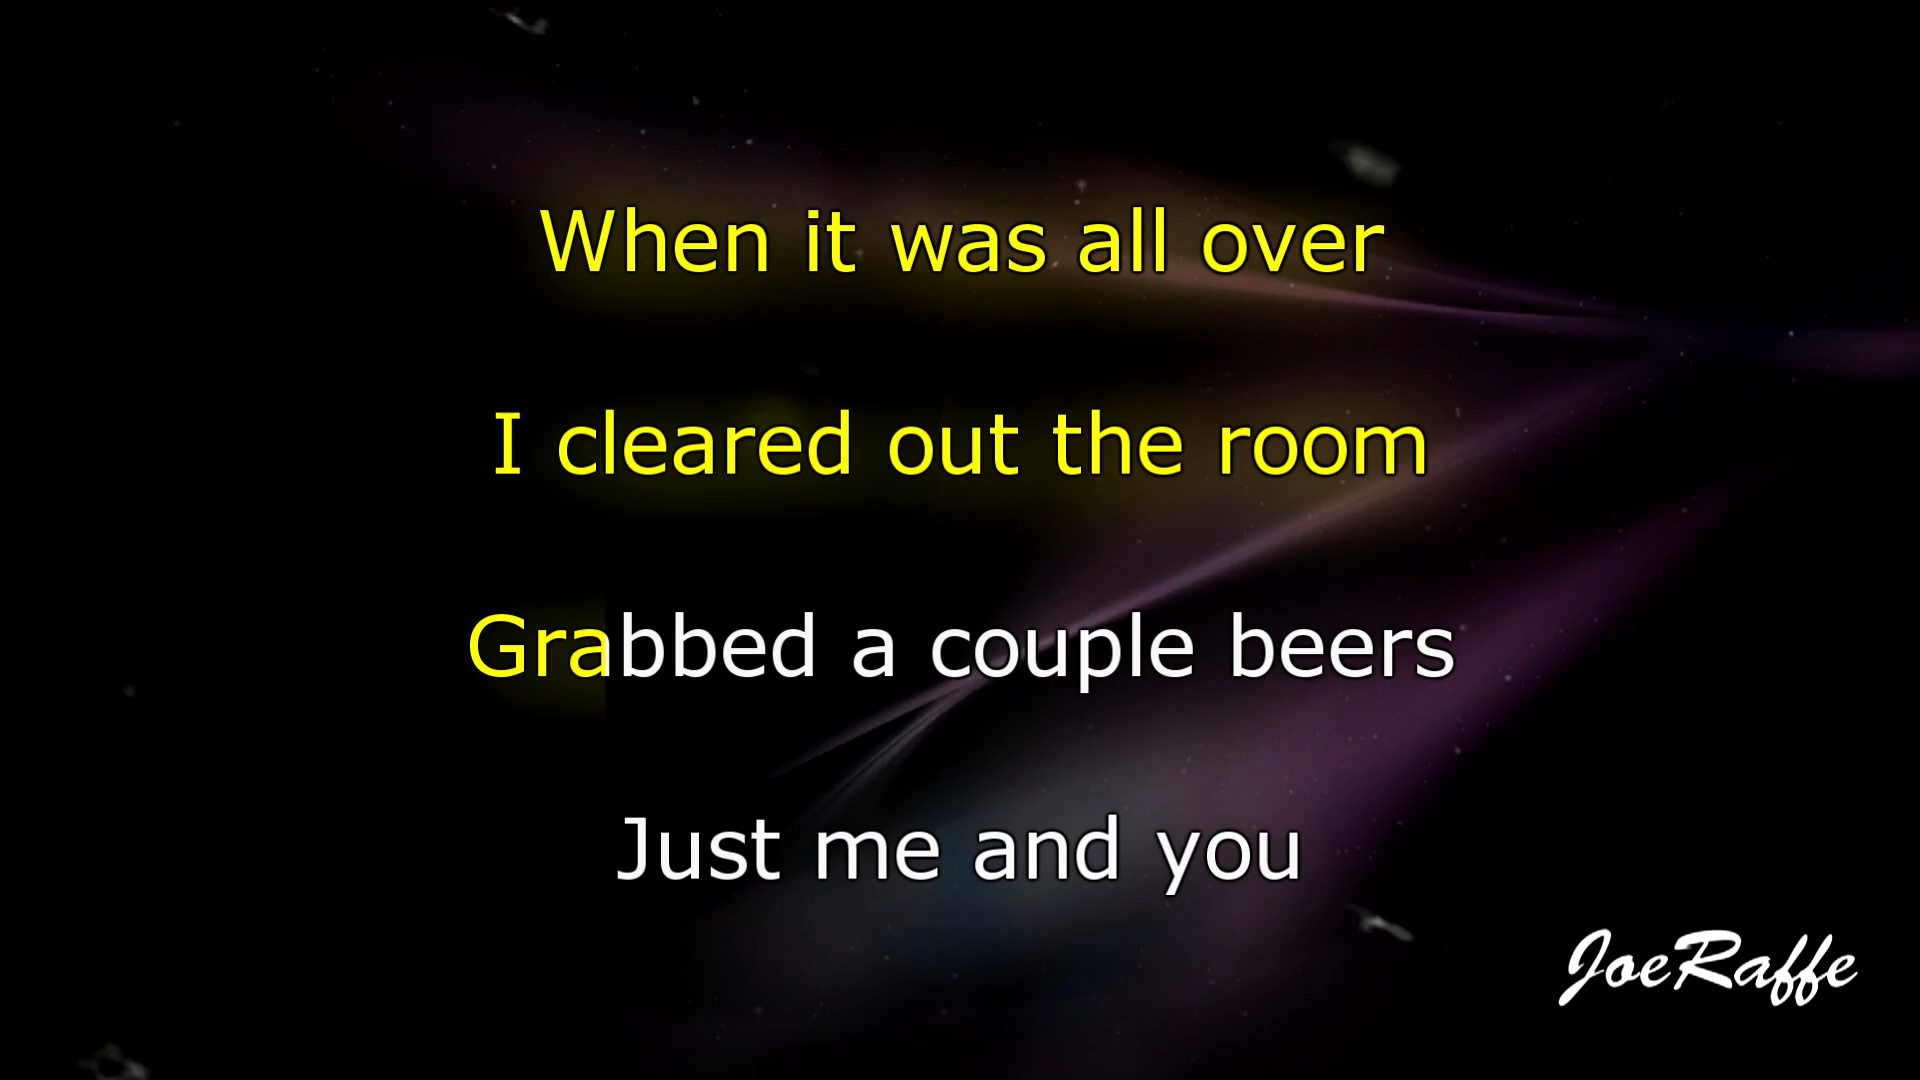 When it was all over
I cleared out the room
Grabbed a couple beers
Just me and you
JoeRaffe